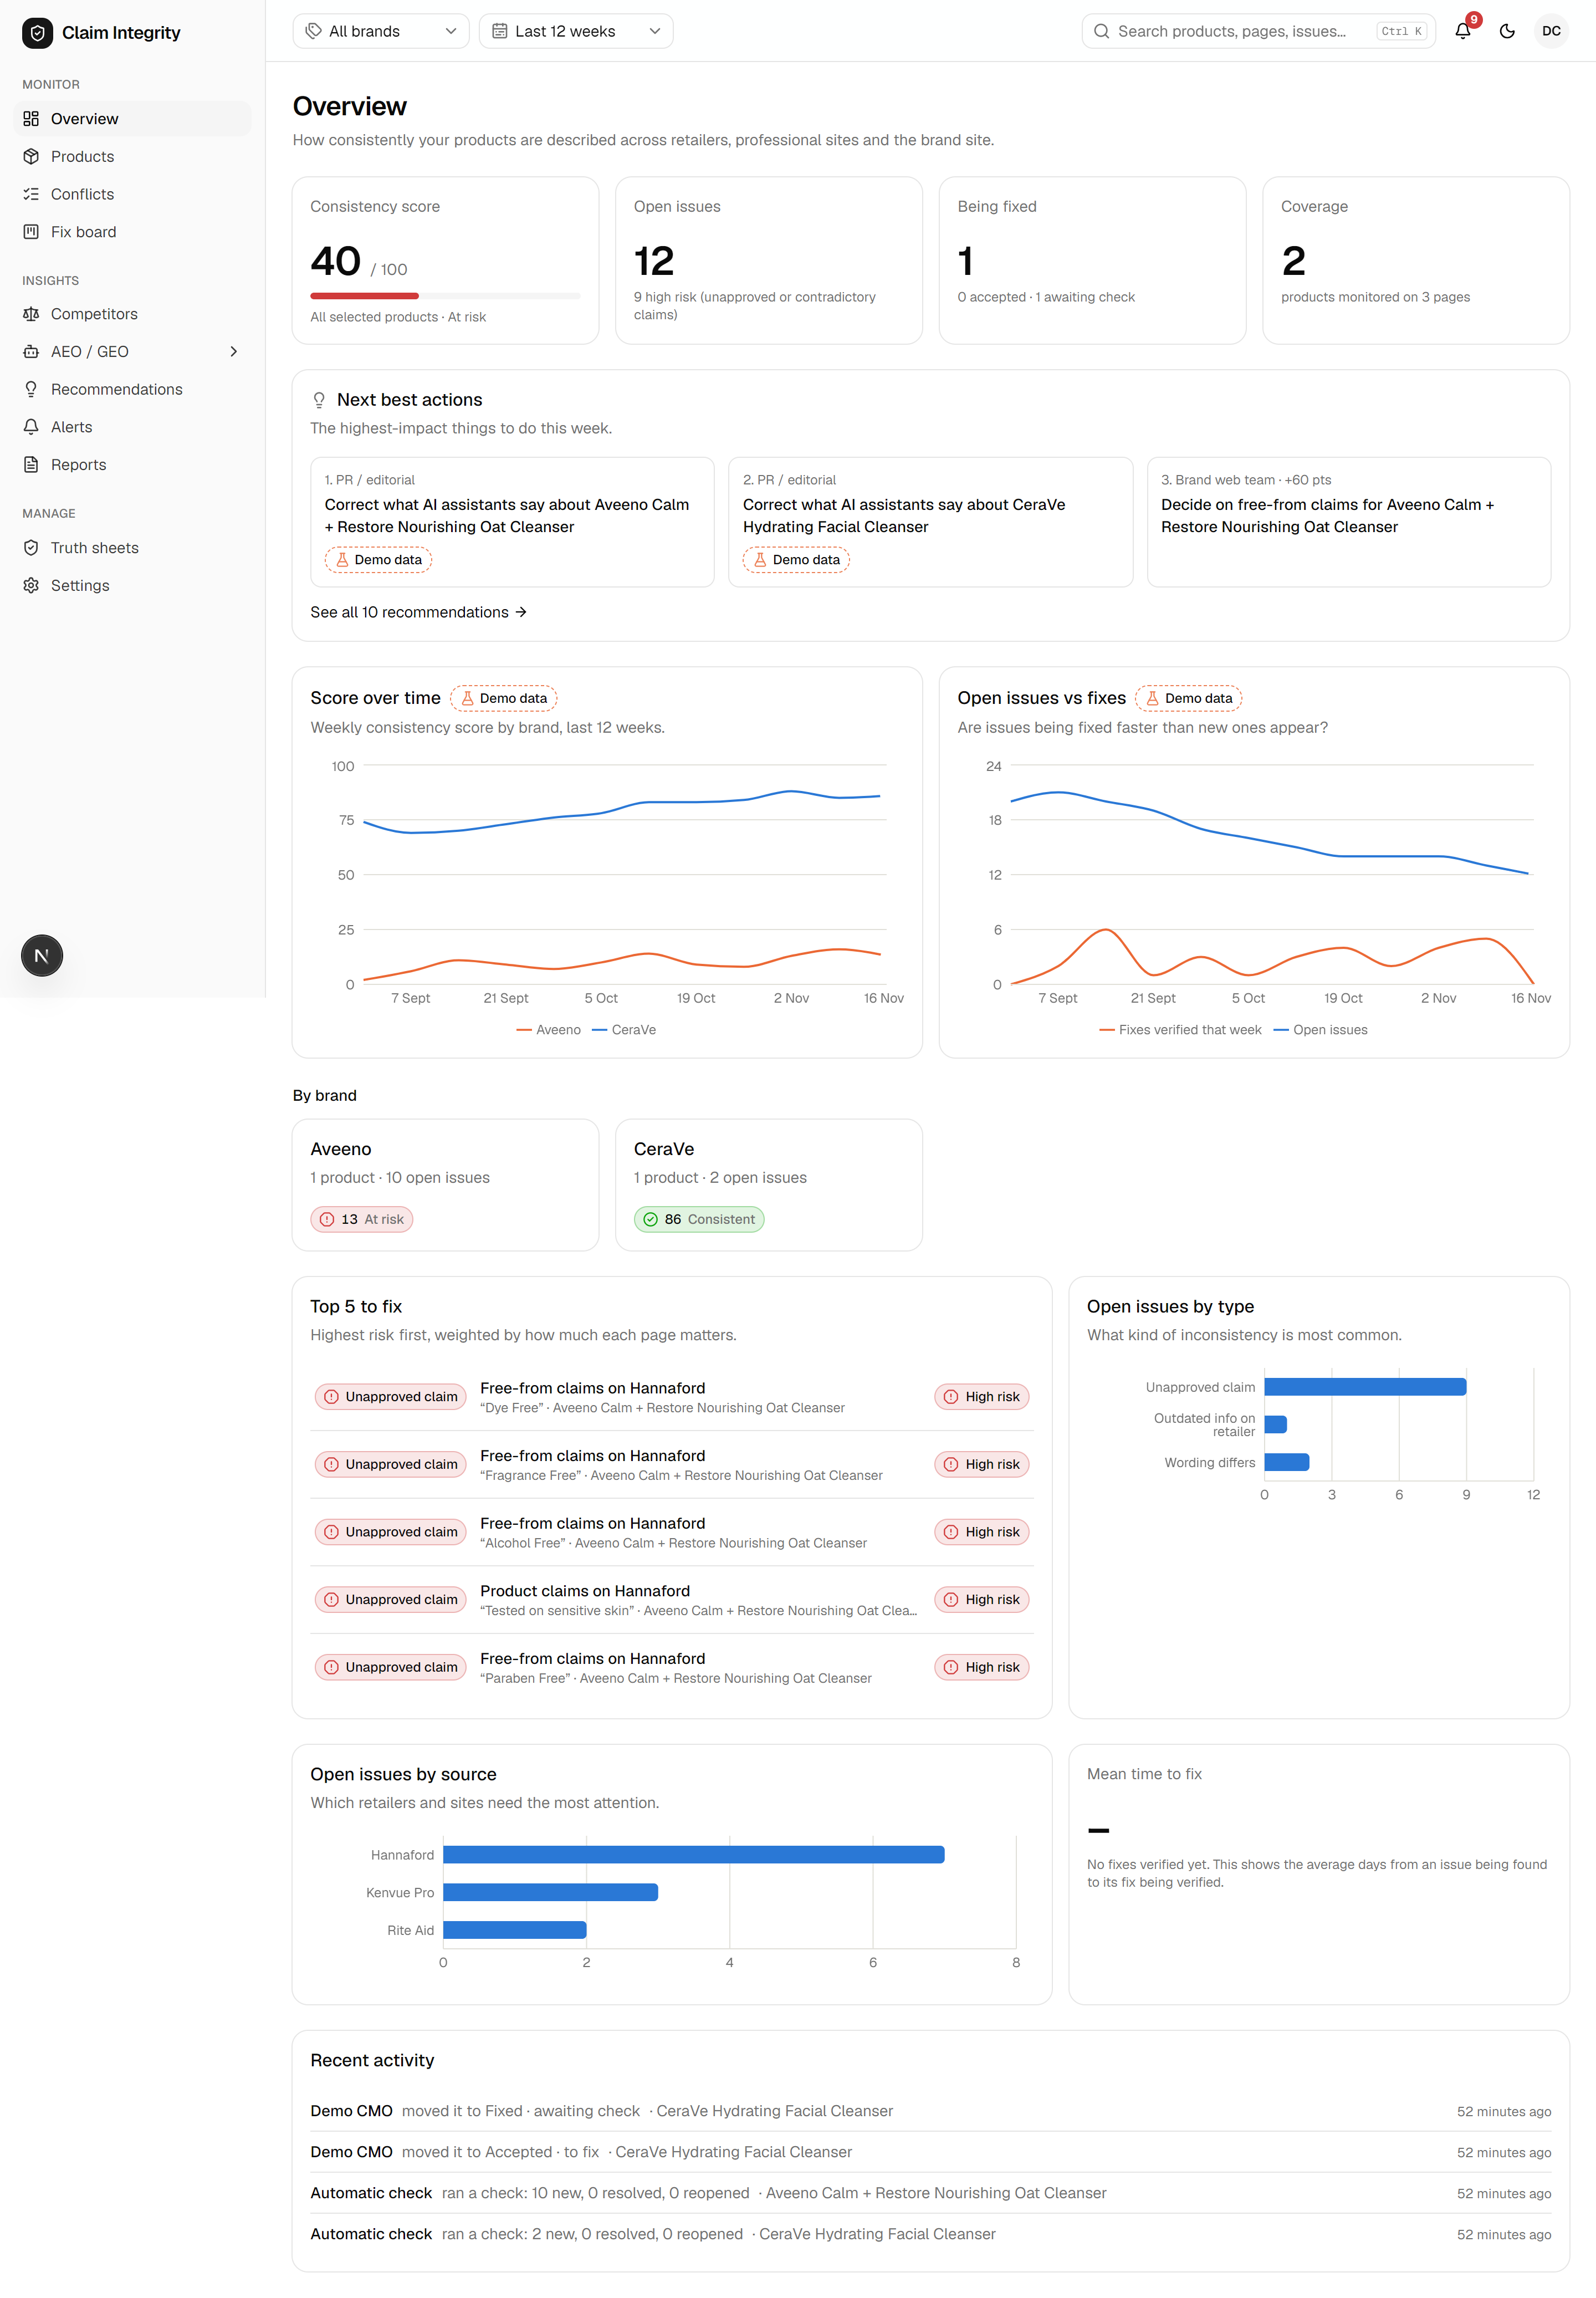 Claim Integrity
MONITOR
Overview
Products
Conflicts
Fix board
INSIGHTS
Competitors
AEO / GEO
Recommendations
Alerts
Reports
MANAGE
Truth sheets
Settings
N
All brands
Last 12 weeks
Search products, pages, issues...
Ctrl K
9
DC
Overview
How consistently your products are described across retailers, professional sites and the brand site.
Consistency score
40 / 100
All selected products · At risk
Open issues
12
9 high risk (unapproved or contradictory
claims)
Being fixed
1
0 accepted · 1 awaiting check
Coverage
2
products monitored on 3 pages
Next best actions
The highest-impact things to do this week.
1. PR / editorial
Correct what AI assistants say about Aveeno Calm
+ Restore Nourishing Oat Cleanser
Demo data
2. PR / editorial
Correct what AI assistants say about CeraVe
Hydrating Facial Cleanser
Demo data
3. Brand web team · +60 pts
Decide on free-from claims for Aveeno Calm +
Restore Nourishing Oat Cleanser
See all 10 recommendations →
Score over time
Demo data
Weekly consistency score by brand, last 12 weeks.
100
75
50
25
0
7 Sept 21 Sept 5 Oct 19 Oct 2 Nov 16 Nov
Aveeno CeraVe
Open issues vs fixes
Demo data
Are issues being fixed faster than new ones appear?
24
18
12
6
0
7 Sept 21 Sept 5 Oct 19 Oct 2 Nov 16 Nov
Fixes verified that week Open issues
By brand
Aveeno
1 product · 10 open issues
13 At risk
CeraVe
1 product · 2 open issues
86 Consistent
Top 5 to fix
Highest risk first, weighted by how much each page matters.
Unapproved claim
Free-from claims on Hannaford
“Dye Free” · Aveeno Calm + Restore Nourishing Oat Cleanser
High risk
Unapproved claim
Free-from claims on Hannaford
“Fragrance Free” · Aveeno Calm + Restore Nourishing Oat Cleanser
High risk
Unapproved claim
Free-from claims on Hannaford
“Alcohol Free” · Aveeno Calm + Restore Nourishing Oat Cleanser
High risk
Unapproved claim
Product claims on Hannaford
“Tested on sensitive skin” · Aveeno Calm + Restore Nourishing Oat Clea...
High risk
Unapproved claim
Free-from claims on Hannaford
“Paraben Free” · Aveeno Calm + Restore Nourishing Oat Cleanser
High risk
Open issues by type
What kind of inconsistency is most common.
Unapproved claim
Outdated info on
retailer
Wording differs
0 3 6 9 12
Open issues by source
Which retailers and sites need the most attention.
Hannaford
Kenvue Pro
Rite Aid
0 2 4 6 8
Mean time to fix
–
No fixes verified yet. This shows the average days from an issue being found
to its fix being verified.
Recent activity
Demo CMO moved it to Fixed · awaiting check · CeraVe Hydrating Facial Cleanser 52 minutes ago
Demo CMO moved it to Accepted · to fix · CeraVe Hydrating Facial Cleanser 52 minutes ago
Automatic check ran a check: 10 new, 0 resolved, 0 reopened · Aveeno Calm + Restore Nourishing Oat Cleanser 52 minutes ago
Automatic check ran a check: 2 new, 0 resolved, 0 reopened · CeraVe Hydrating Facial Cleanser 52 minutes ago